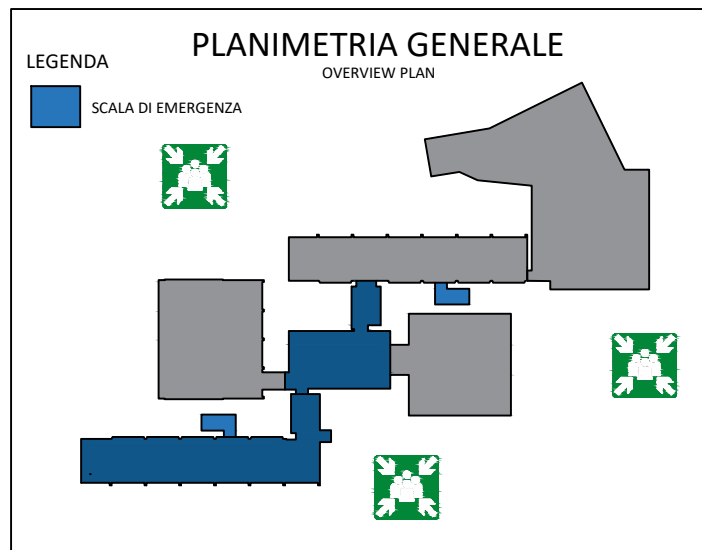 PLANIMETRIA GENERALE
OVERVIEW PLAN
LEGENDA
SCALA DI EMERGENZA